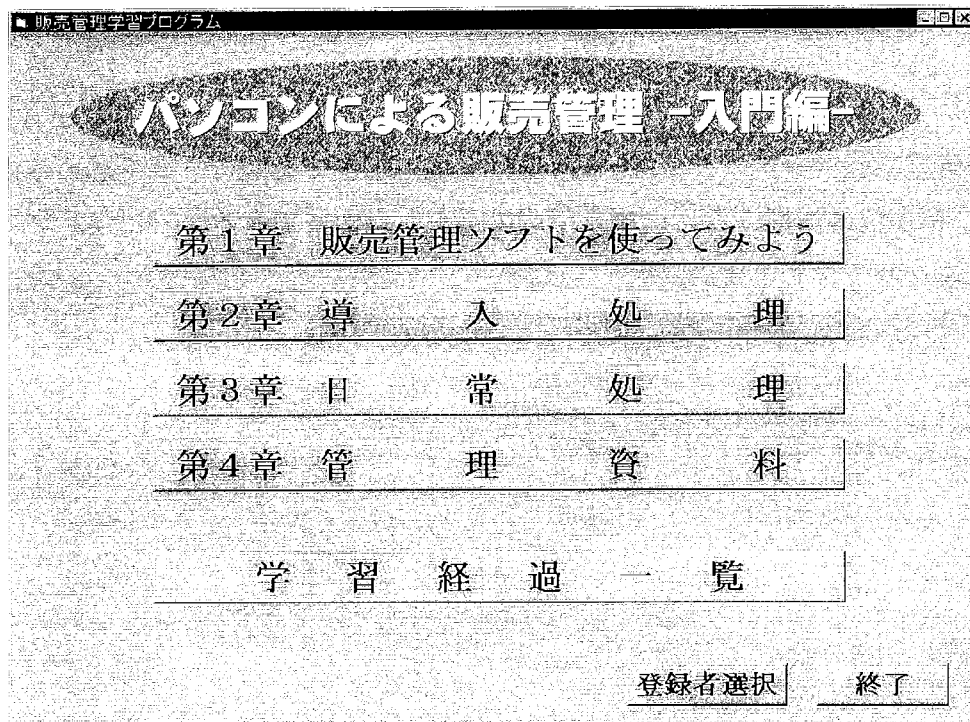 販売管理学習プログラム
パソコンによる販売管理 -入門編-
第1章 販売管理ソフトを使ってみよう
第2章 導入処理
第3章 日常処理
第4章 管理資料
学習経過一覧
登録者選択 終了